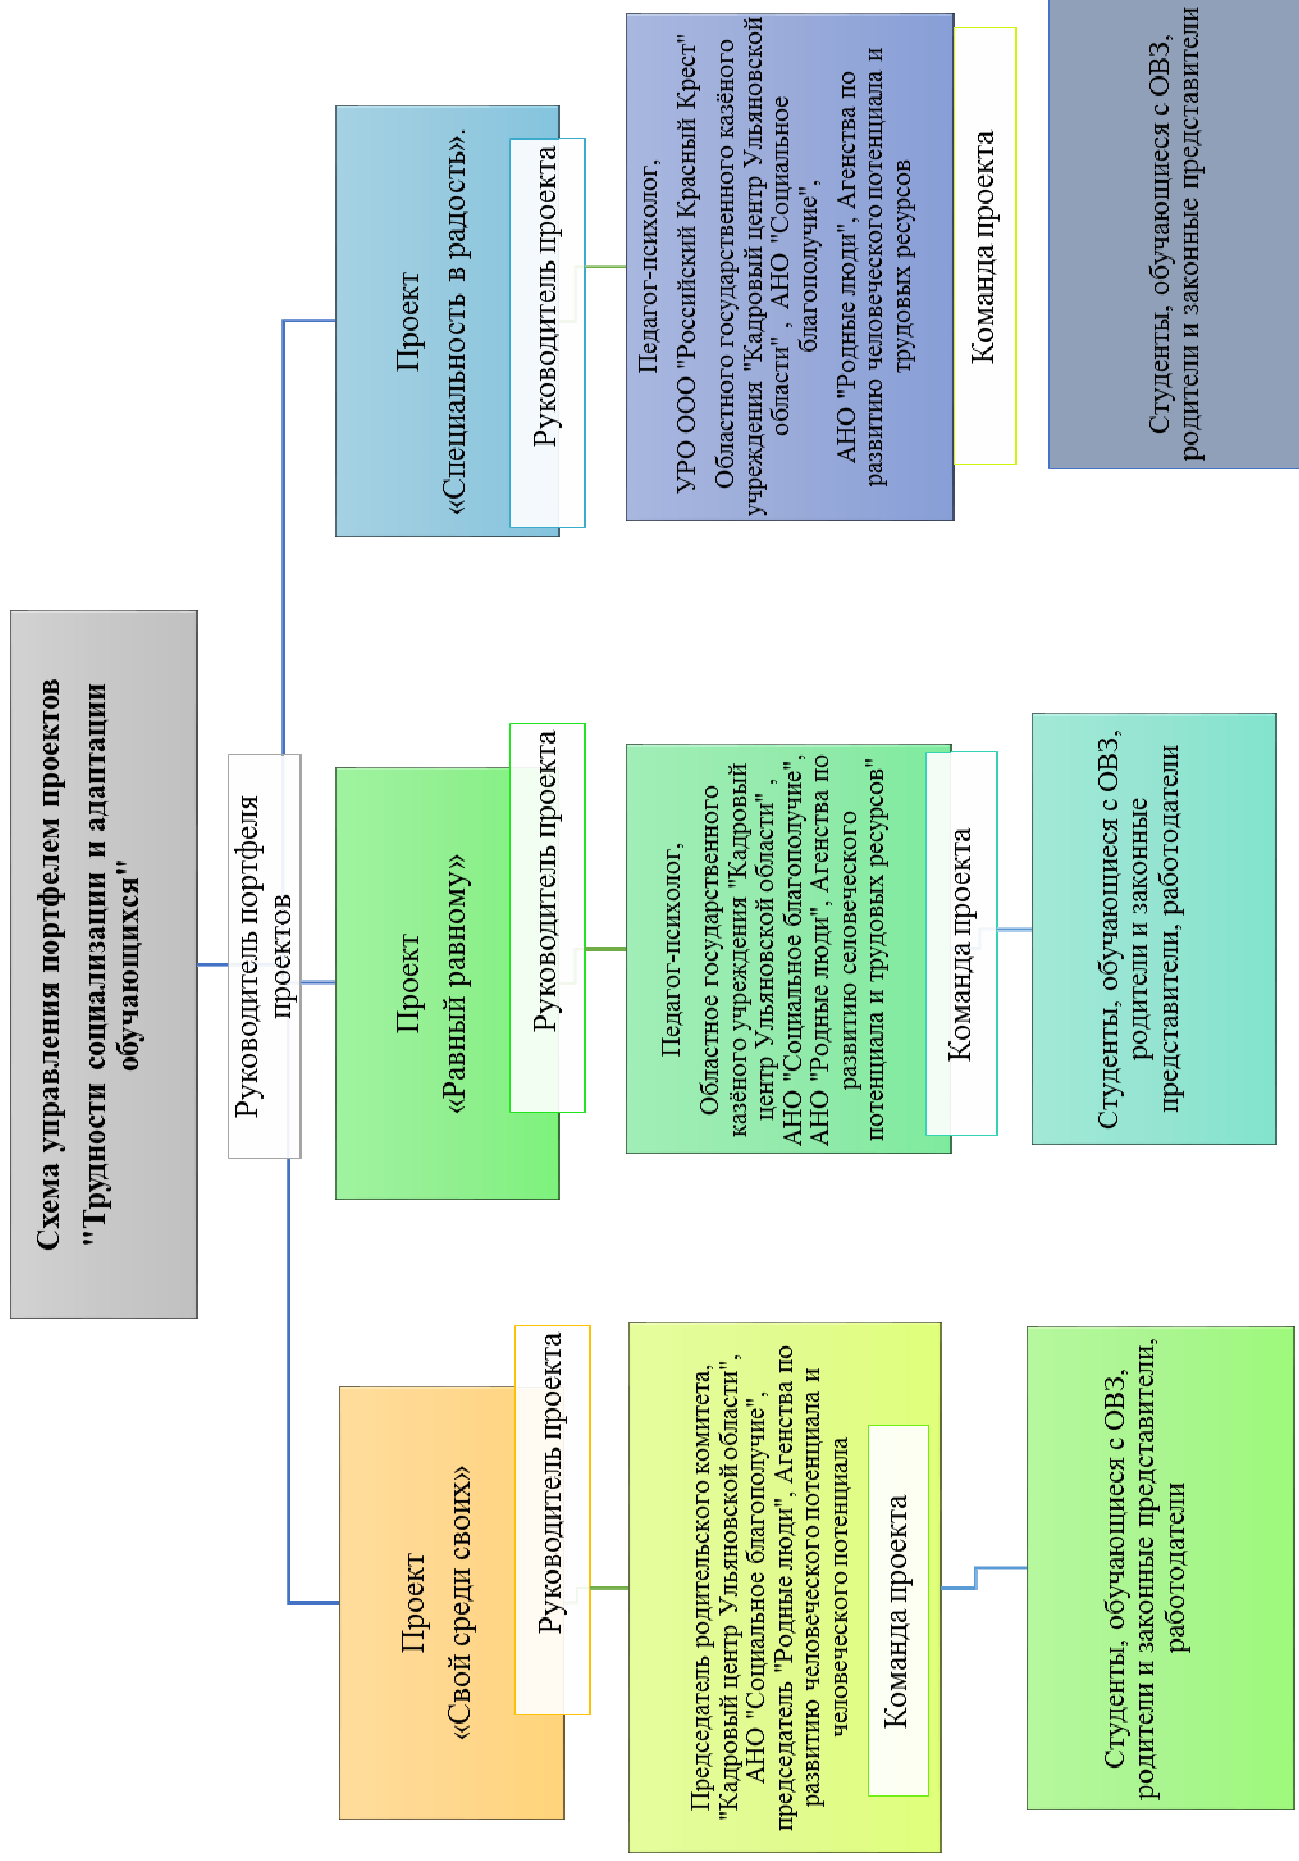 Схема управления портфелем проектов
"Трудности социализации и адаптации
обучающихся"
Руководитель портфеля
проектов
Проект
«Свой среди своих»
Руководитель проекта
Председатель родительского комитета,
"Кадровый центр Ульяновской области",
АНО "Социальное благополучие",
председатель "Родные люди", Агенства по
развитию человеческого потенциала и
человеческого потенциала
Команда проекта
Студенты, обучающиеся с ОВЗ,
родители и законные представители,
работодатели
Проект
«Равный равному»
Руководитель проекта
Педагог-психолог,
Областное государственного
казёного учреждения "Кадровый
центр Ульяновской области" ,
АНО "Социальное благополучие",
АНО "Родные люди", Агенства по
развитию селовеческого
потенциала и трудовых ресурсов"
Команда проекта
Студенты, обучающиеся с ОВЗ,
родители и законные
представители, работодатели
Проект
«Специальность в радость».
Руководитель проекта
Педагог-психолог,
УРО ООО "Российский Красный Крест"
Областного государственного казёного
учреждения "Кадровый центр Ульяновской
области" , АНО "Социальное
благополучие",
АНО "Родные люди", Агенства по
развитию человеческого потенциала и
трудовых ресурсов
Команда проекта
Студенты, обучающиеся с ОВЗ,
родители и законные представители